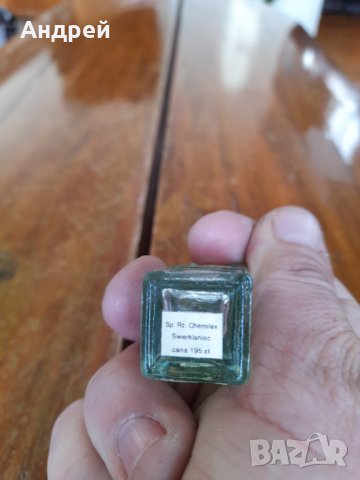 Андрей
Sp. Rz. Chemilex
Świerklaniec
cena 195 zł
BAZAR